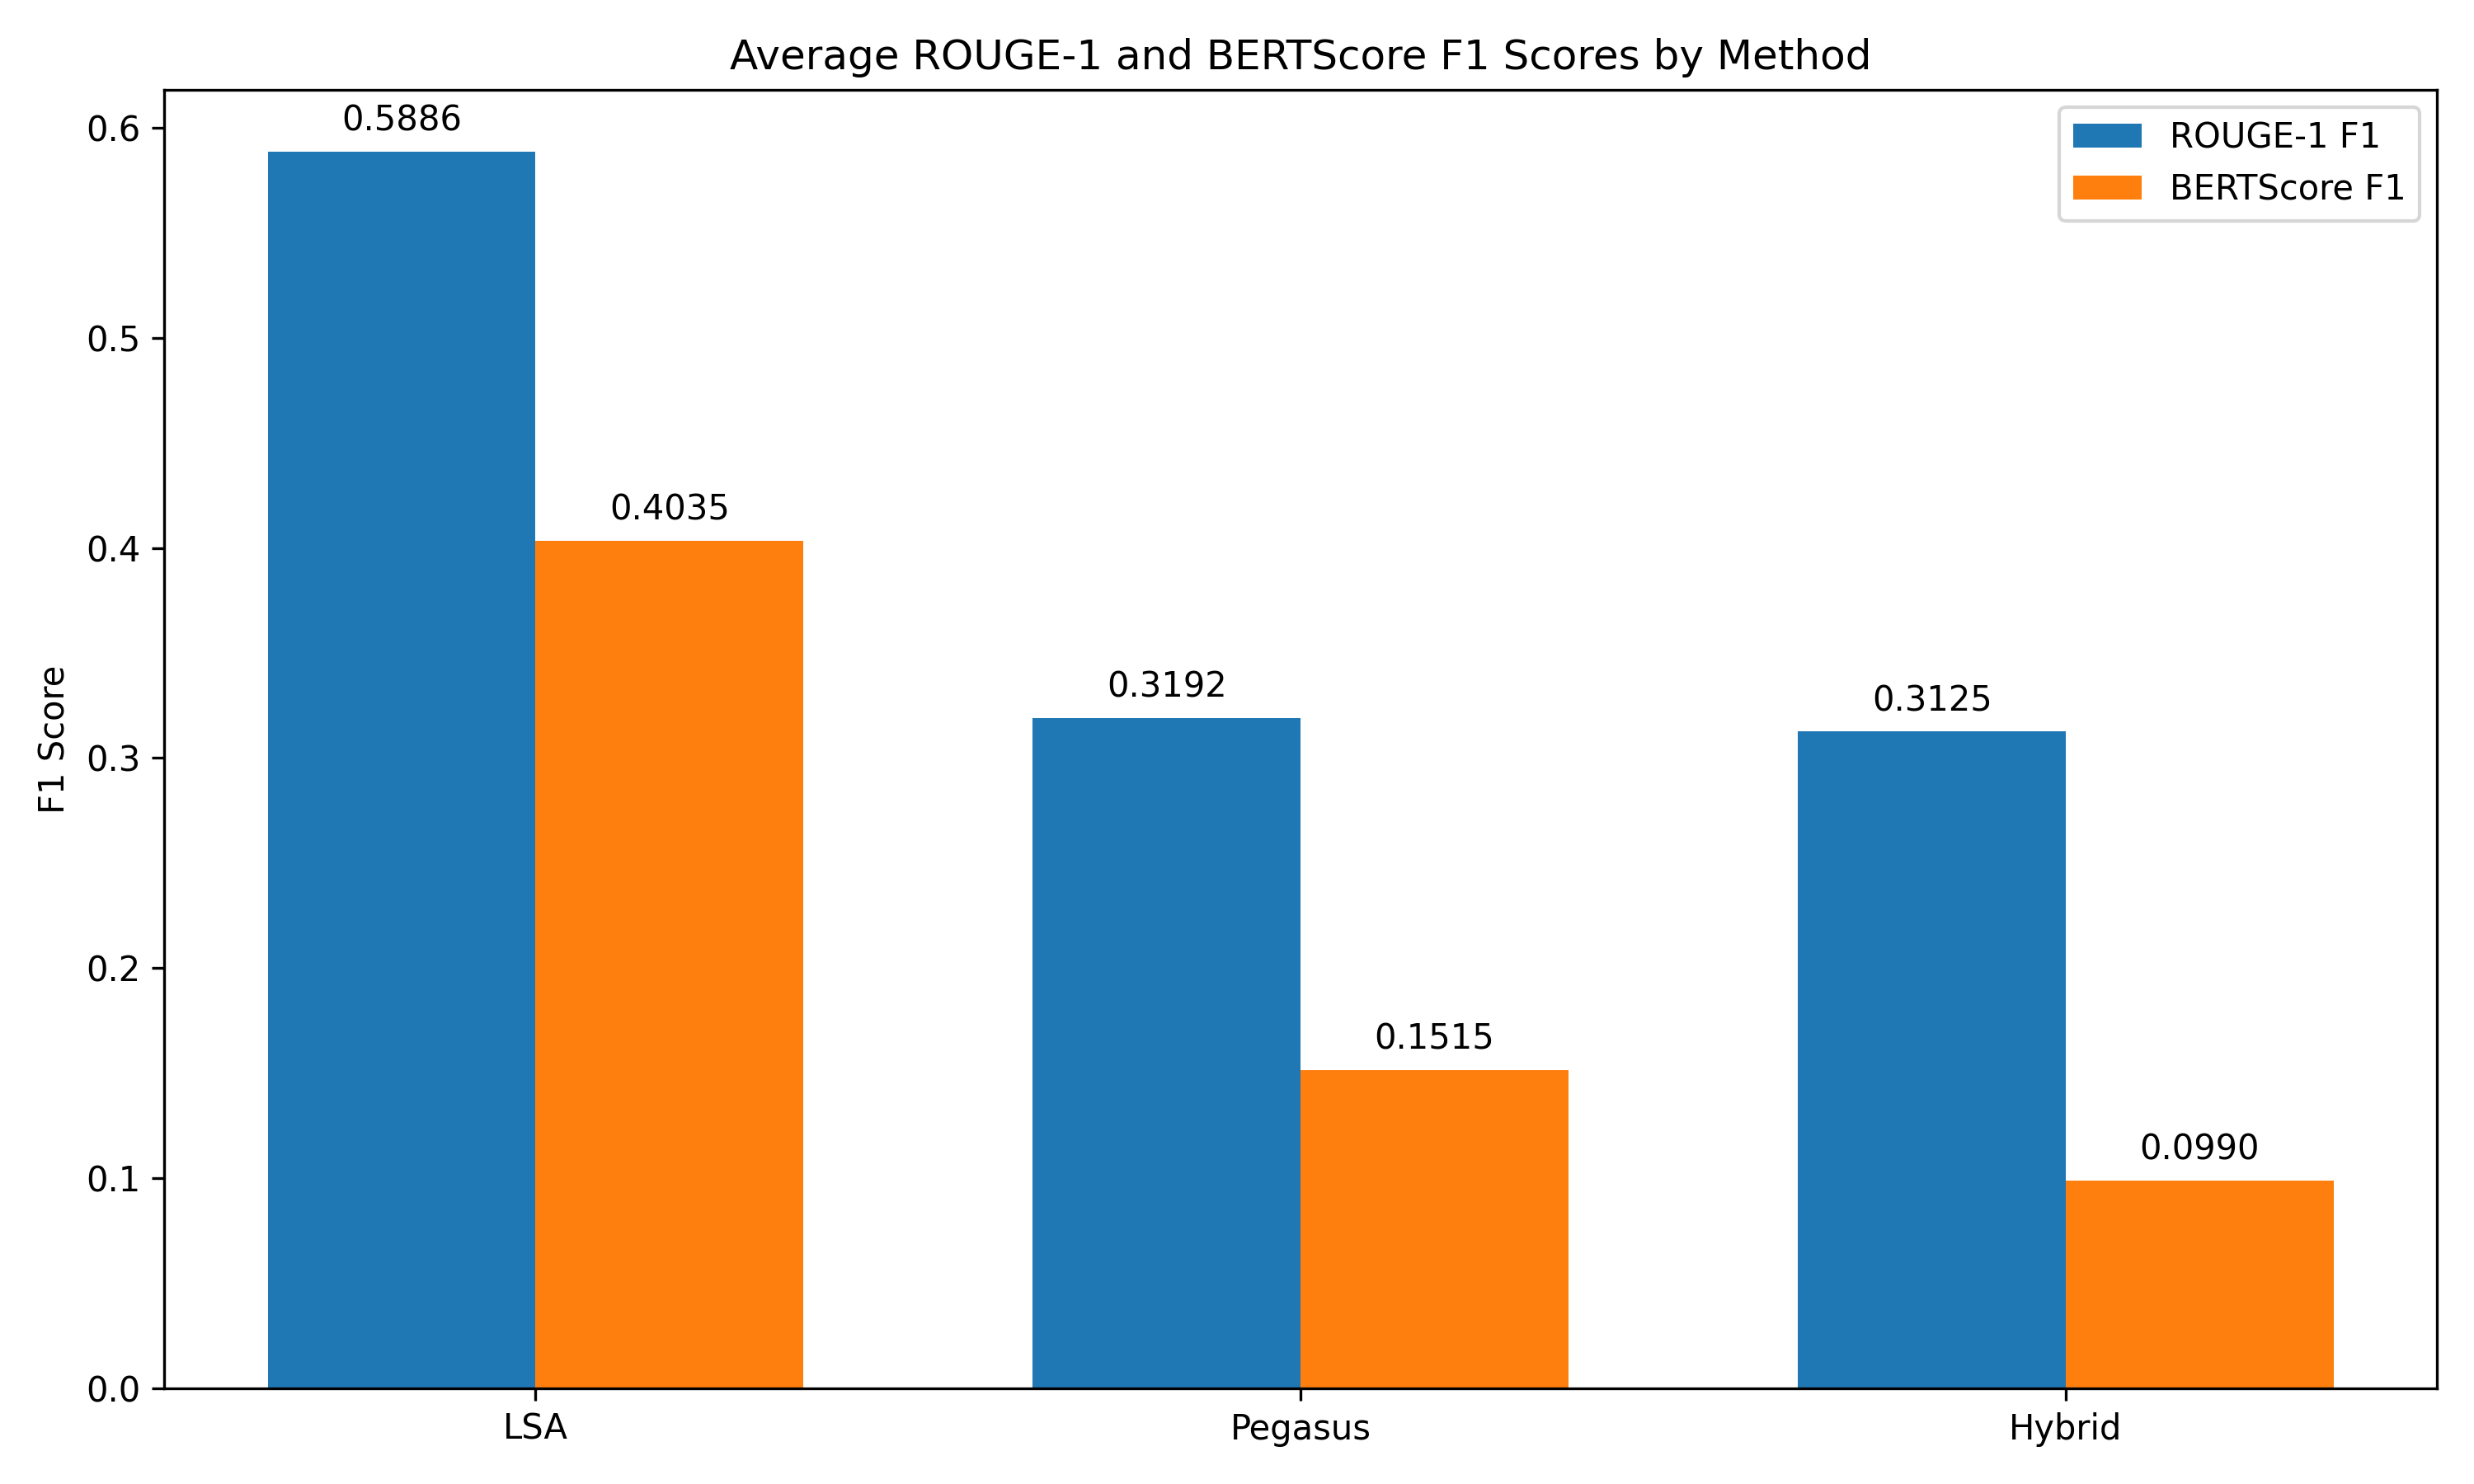 Average ROUGE-1 and BERTScore F1 Scores by Method
ROUGE-1 F1
BERTScore F1
F1 Score
0.6
0.5
0.4
0.3
0.2
0.1
0.0
0.5886
0.4035
0.3192
0.1515
0.3125
0.0990
LSA
Pegasus
Hybrid